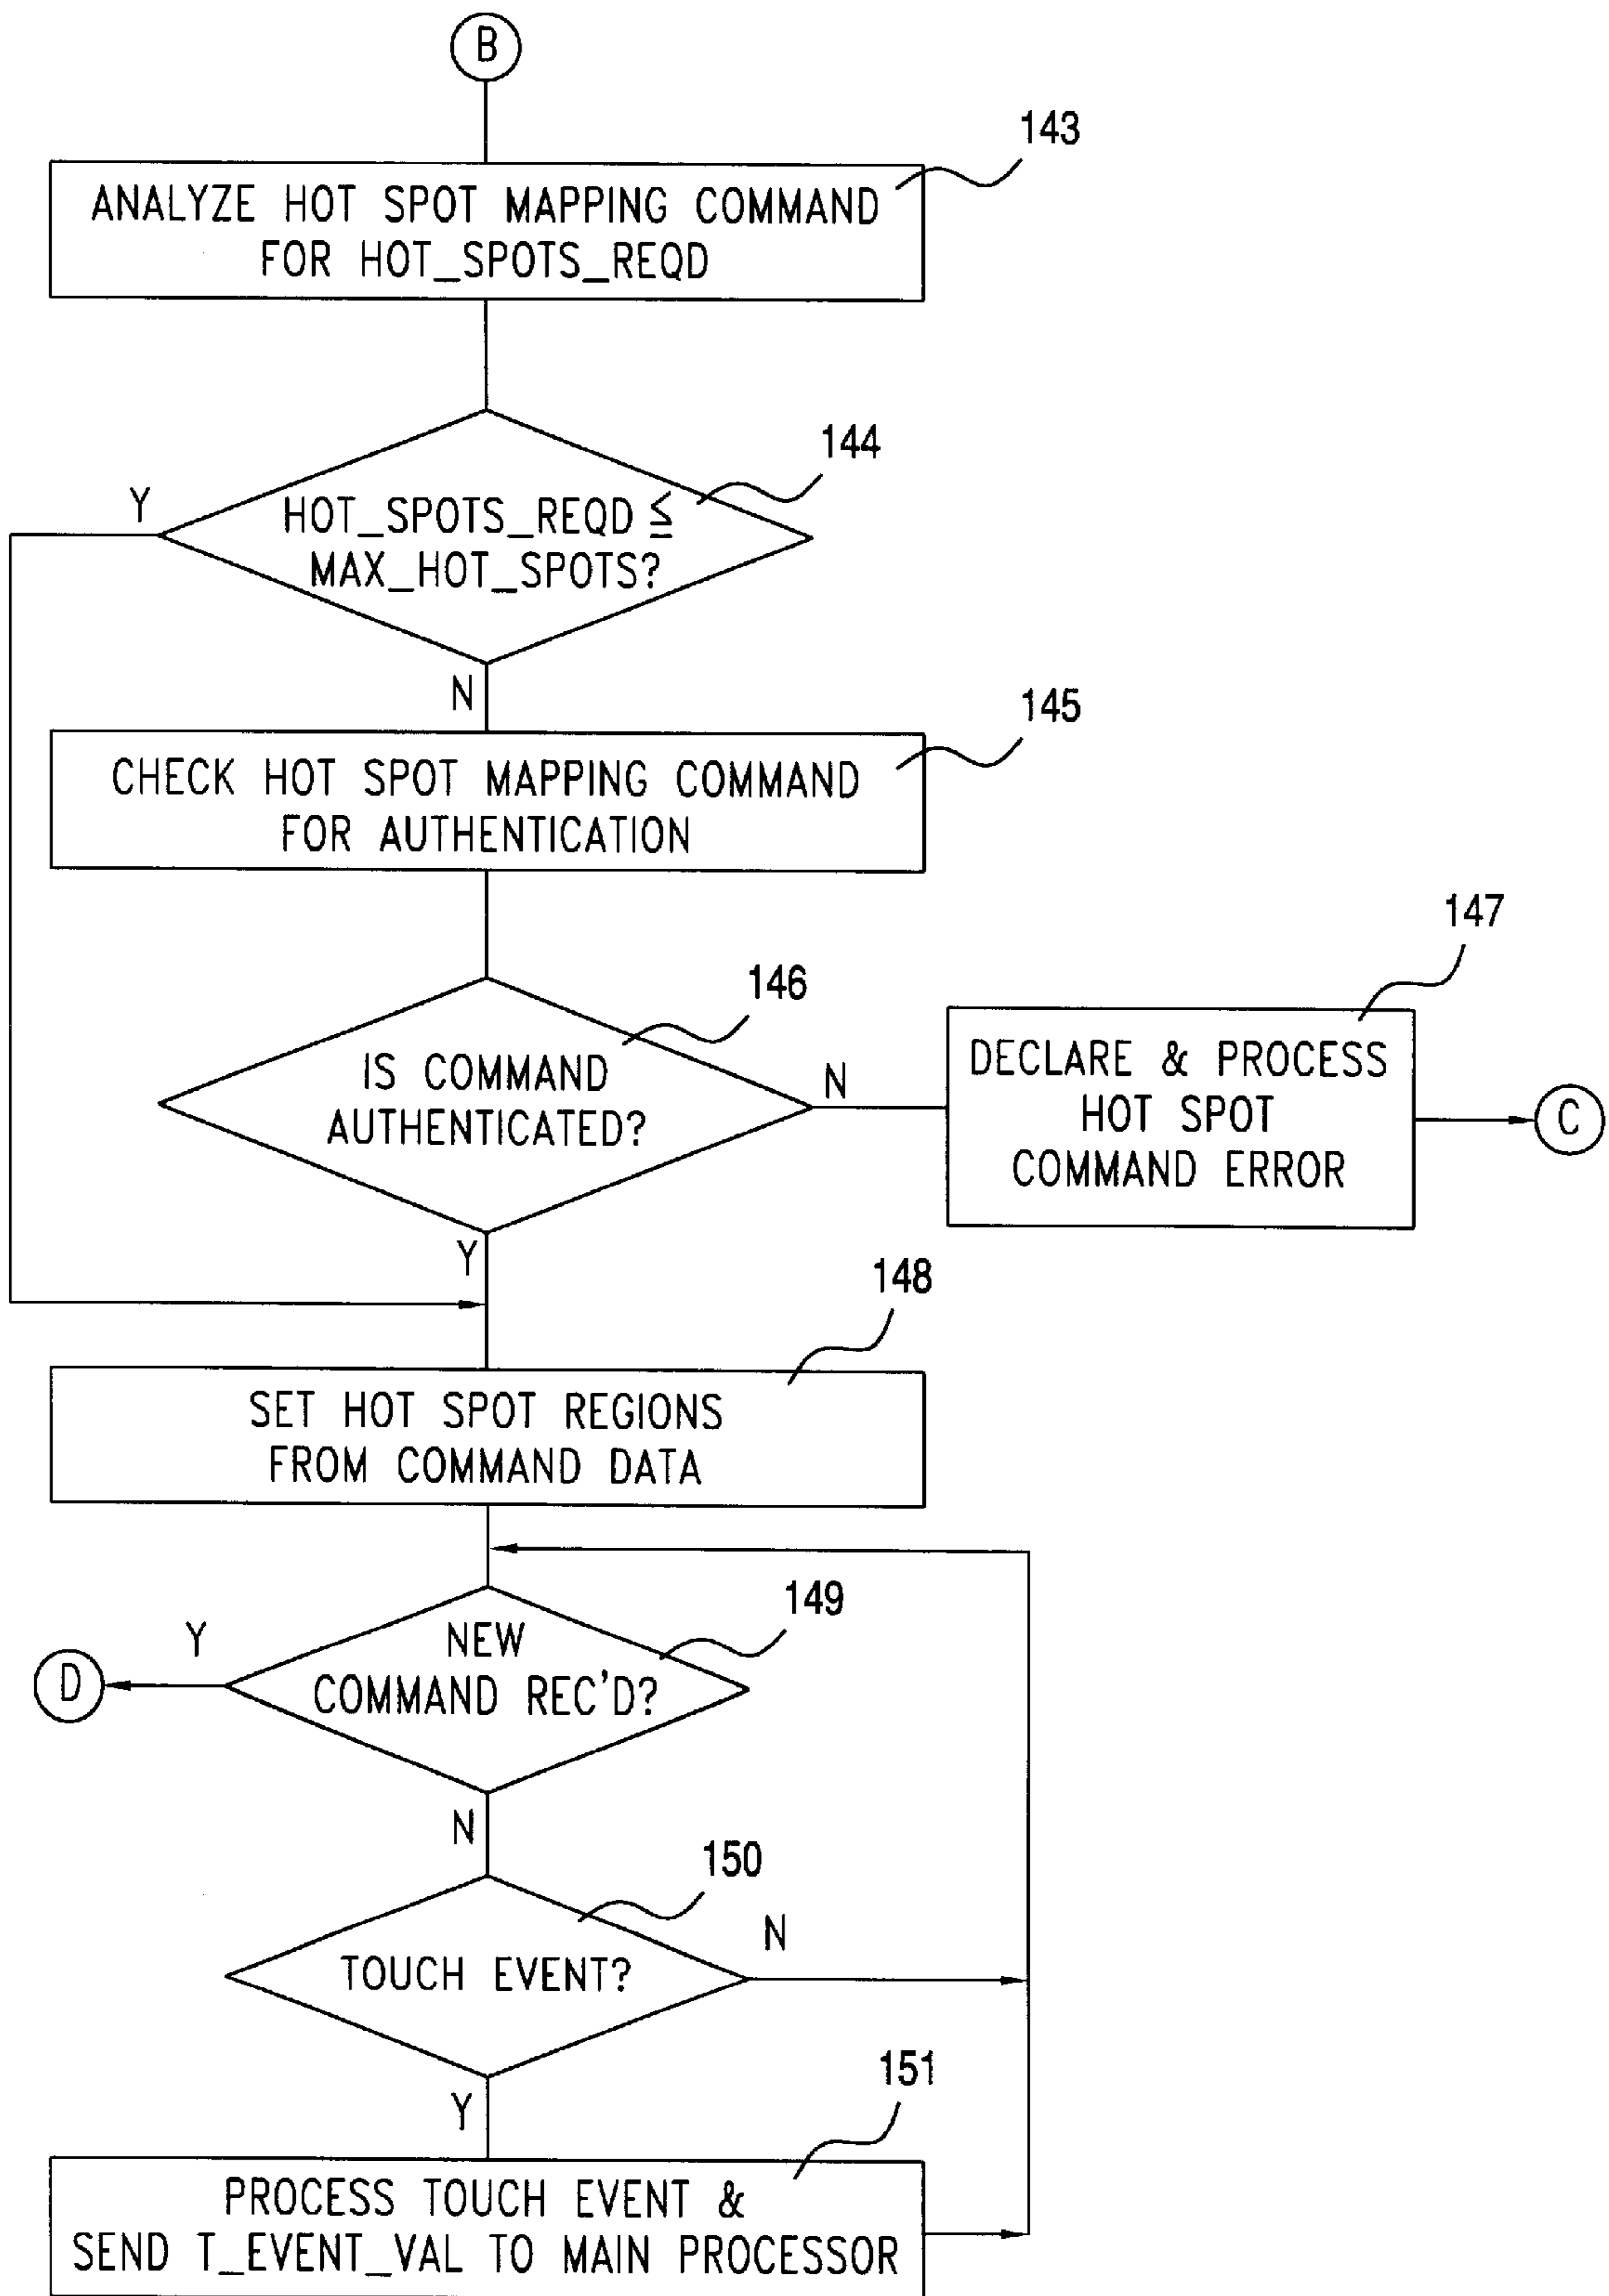 B
143
ANALYZE HOT SPOT MAPPING COMMAND
FOR HOT_SPOTS_REQD
144
Y
HOT_SPOTS_REQD ≤
MAX_HOT_SPOTS?
N
145
CHECK HOT SPOT MAPPING COMMAND
FOR AUTHENTICATION
146
IS COMMAND
AUTHENTICATED?
N
147
DECLARE & PROCESS
HOT SPOT
COMMAND ERROR
C
Y
148
SET HOT SPOT REGIONS
FROM COMMAND DATA
149
NEW
COMMAND REC'D?
Y
D
N
150
TOUCH EVENT?
N
Y
151
PROCESS TOUCH EVENT &
SEND T_EVENT_VAL TO MAIN PROCESSOR